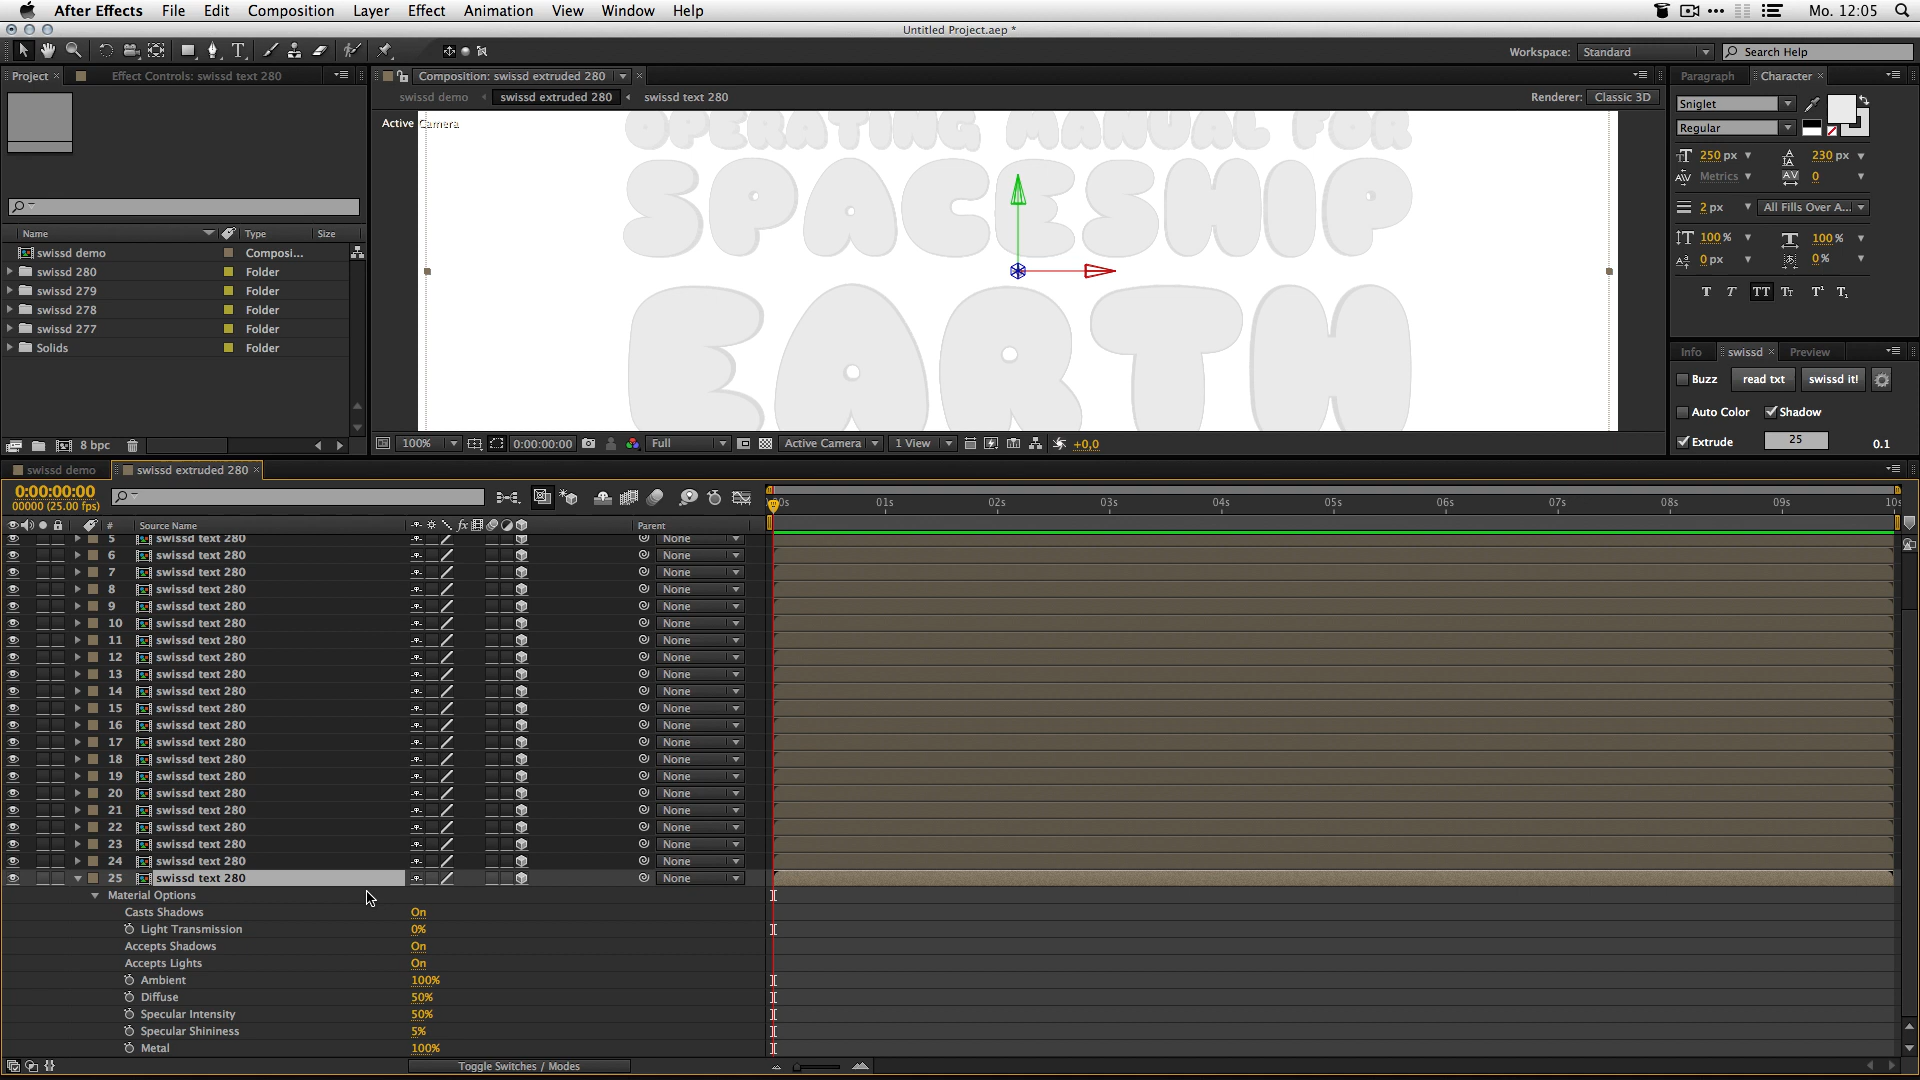 After Effects File Edit Composition Layer Effect Animation View Window Help Mo. 12:05
Untitled Project.aep *
Workspace: Standard Search Help
Project Effect Controls: swissd text 280
Composition: swissd extruded 280
swissd demo swissd extruded 280 swissd text 280
Renderer: Classic 3D
Active Camera
OPERATING MANUAL FOR
SPACESHIP
EARTH
Name Type Size
swissd demo Composi...
swissd 280 Folder
swissd 279 Folder
swissd 278 Folder
swissd 277 Folder
Solids Folder
8 bpc
100% 0:00:00:00 Full Active Camera 1 View +0,0
Paragraph Character
Sniglet
Regular
250 px 230 px
Metrics 0
2 px All Fills Over A...
100% 100%
0 px 0%
T T TT Tt T¹ T₁
Info swissd Preview
Buzz read txt swissd it!
Auto Color Shadow
Extrude 25 0.1
swissd demo swissd extruded 280
0:00:00:00
00000 (25.00 fps)
01s 02s 03s 04s 05s 06s 07s 08s 09s
# Source Name fx Parent
5 swissd text 280 None
6 swissd text 280 None
7 swissd text 280 None
8 swissd text 280 None
9 swissd text 280 None
10 swissd text 280 None
11 swissd text 280 None
12 swissd text 280 None
13 swissd text 280 None
14 swissd text 280 None
15 swissd text 280 None
16 swissd text 280 None
17 swissd text 280 None
18 swissd text 280 None
19 swissd text 280 None
20 swissd text 280 None
21 swissd text 280 None
22 swissd text 280 None
23 swissd text 280 None
24 swissd text 280 None
25 swissd text 280 None
Material Options
Casts Shadows On
Light Transmission 0%
Accepts Shadows On
Accepts Lights On
Ambient 100%
Diffuse 50%
Specular Intensity 50%
Specular Shininess 5%
Metal 100%
Toggle Switches / Modes